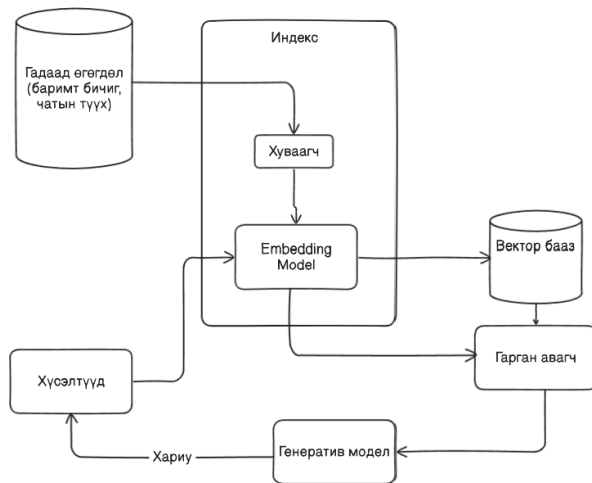 Индекс
Гадаад өгөгдөл
(баримт бичиг,
чатын түүх)
Хуваагч
Embedding
Model
Вектор бааз
Гарган авагч
Хүсэлтүүд
Хариу
Генератив модел